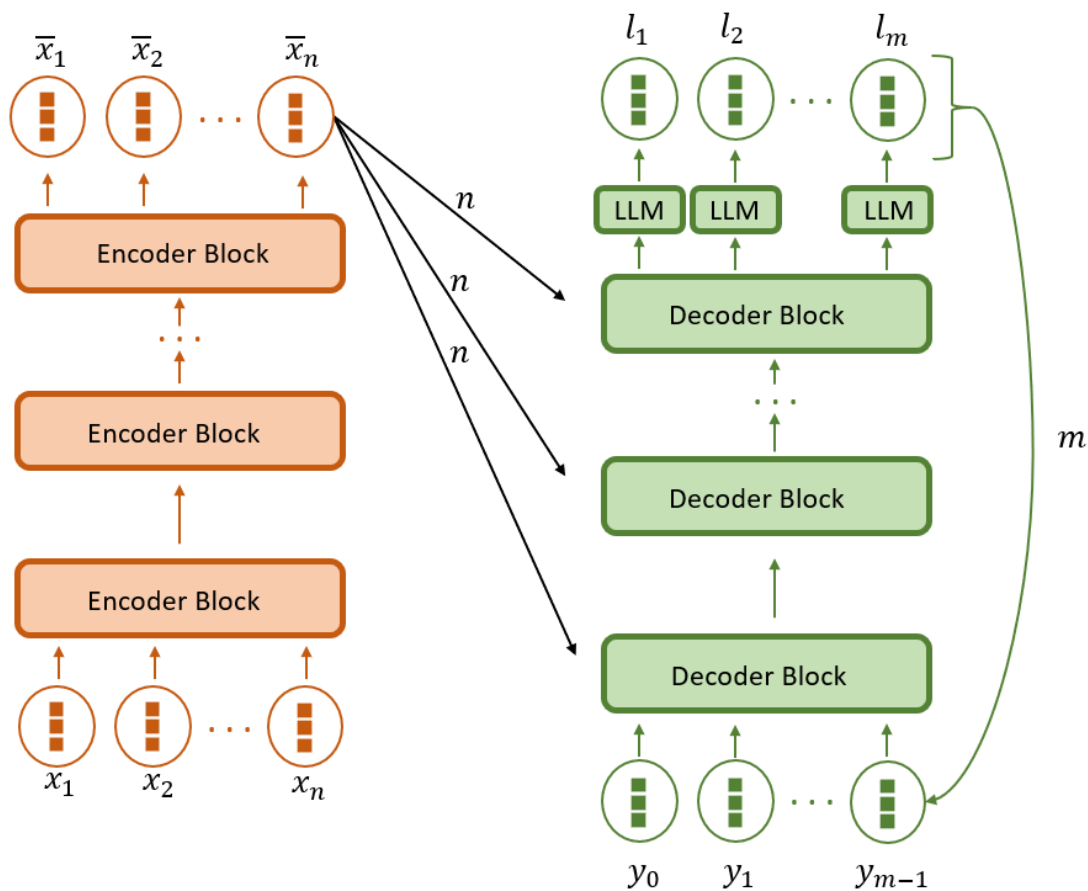 x̅₁ x̅₂ . . . x̅ₙ
Encoder Block
. . .
Encoder Block
Encoder Block
x₁ x₂ . . . xₙ
n
n
n
l₁ l₂ . . . lₘ
LLM LLM LLM
Decoder Block
. . .
Decoder Block
Decoder Block
y₀ y₁ . . . yₘ₋₁
m